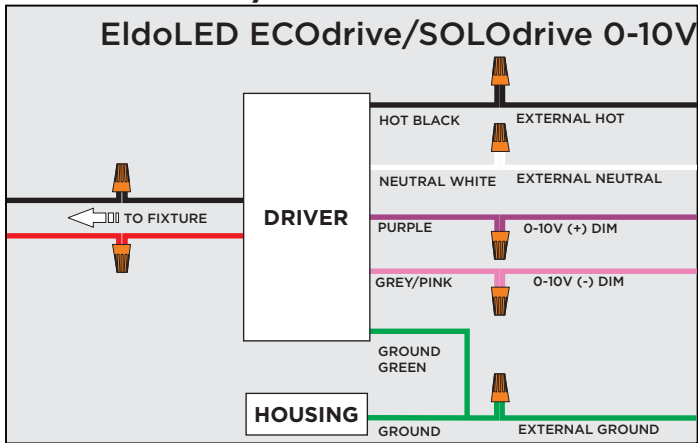 EldoLED ECOdrive/SOLOdrive 0-10V
HOT BLACK
EXTERNAL HOT
NEUTRAL WHITE
EXTERNAL NEUTRAL
TO FIXTURE
DRIVER
PURPLE
0-10V (+) DIM
GREY/PINK
0-10V (-) DIM
GROUND
GREEN
HOUSING
GROUND
EXTERNAL GROUND